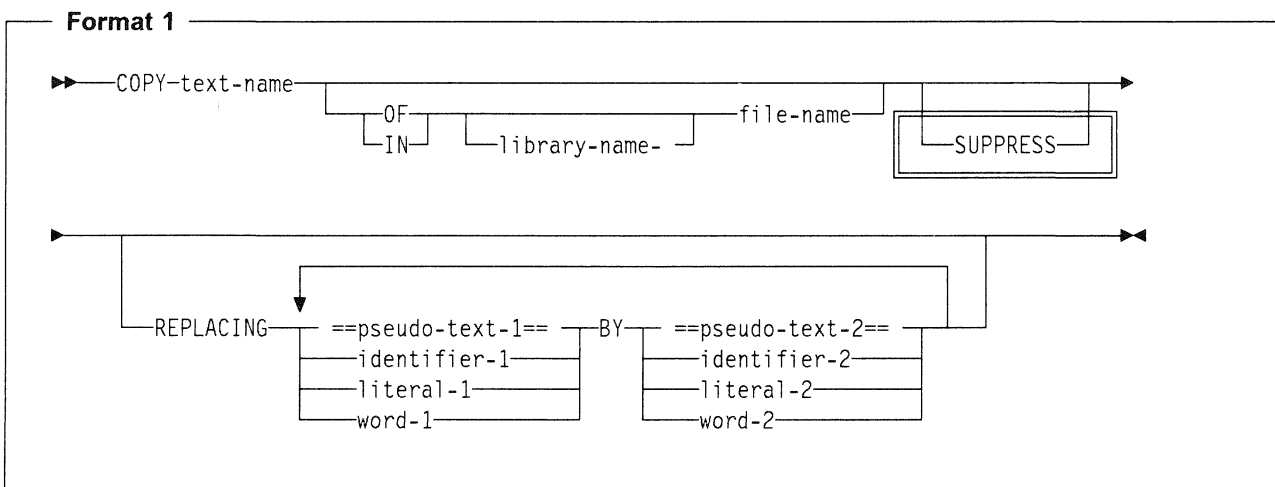 Format 1
COPY-text-name
OF file-name
IN library-name- SUPPRESS
REPLACING ==pseudo-text-1== BY ==pseudo-text-2==
identifier-1 identifier-2
literal-1 literal-2
word-1 word-2